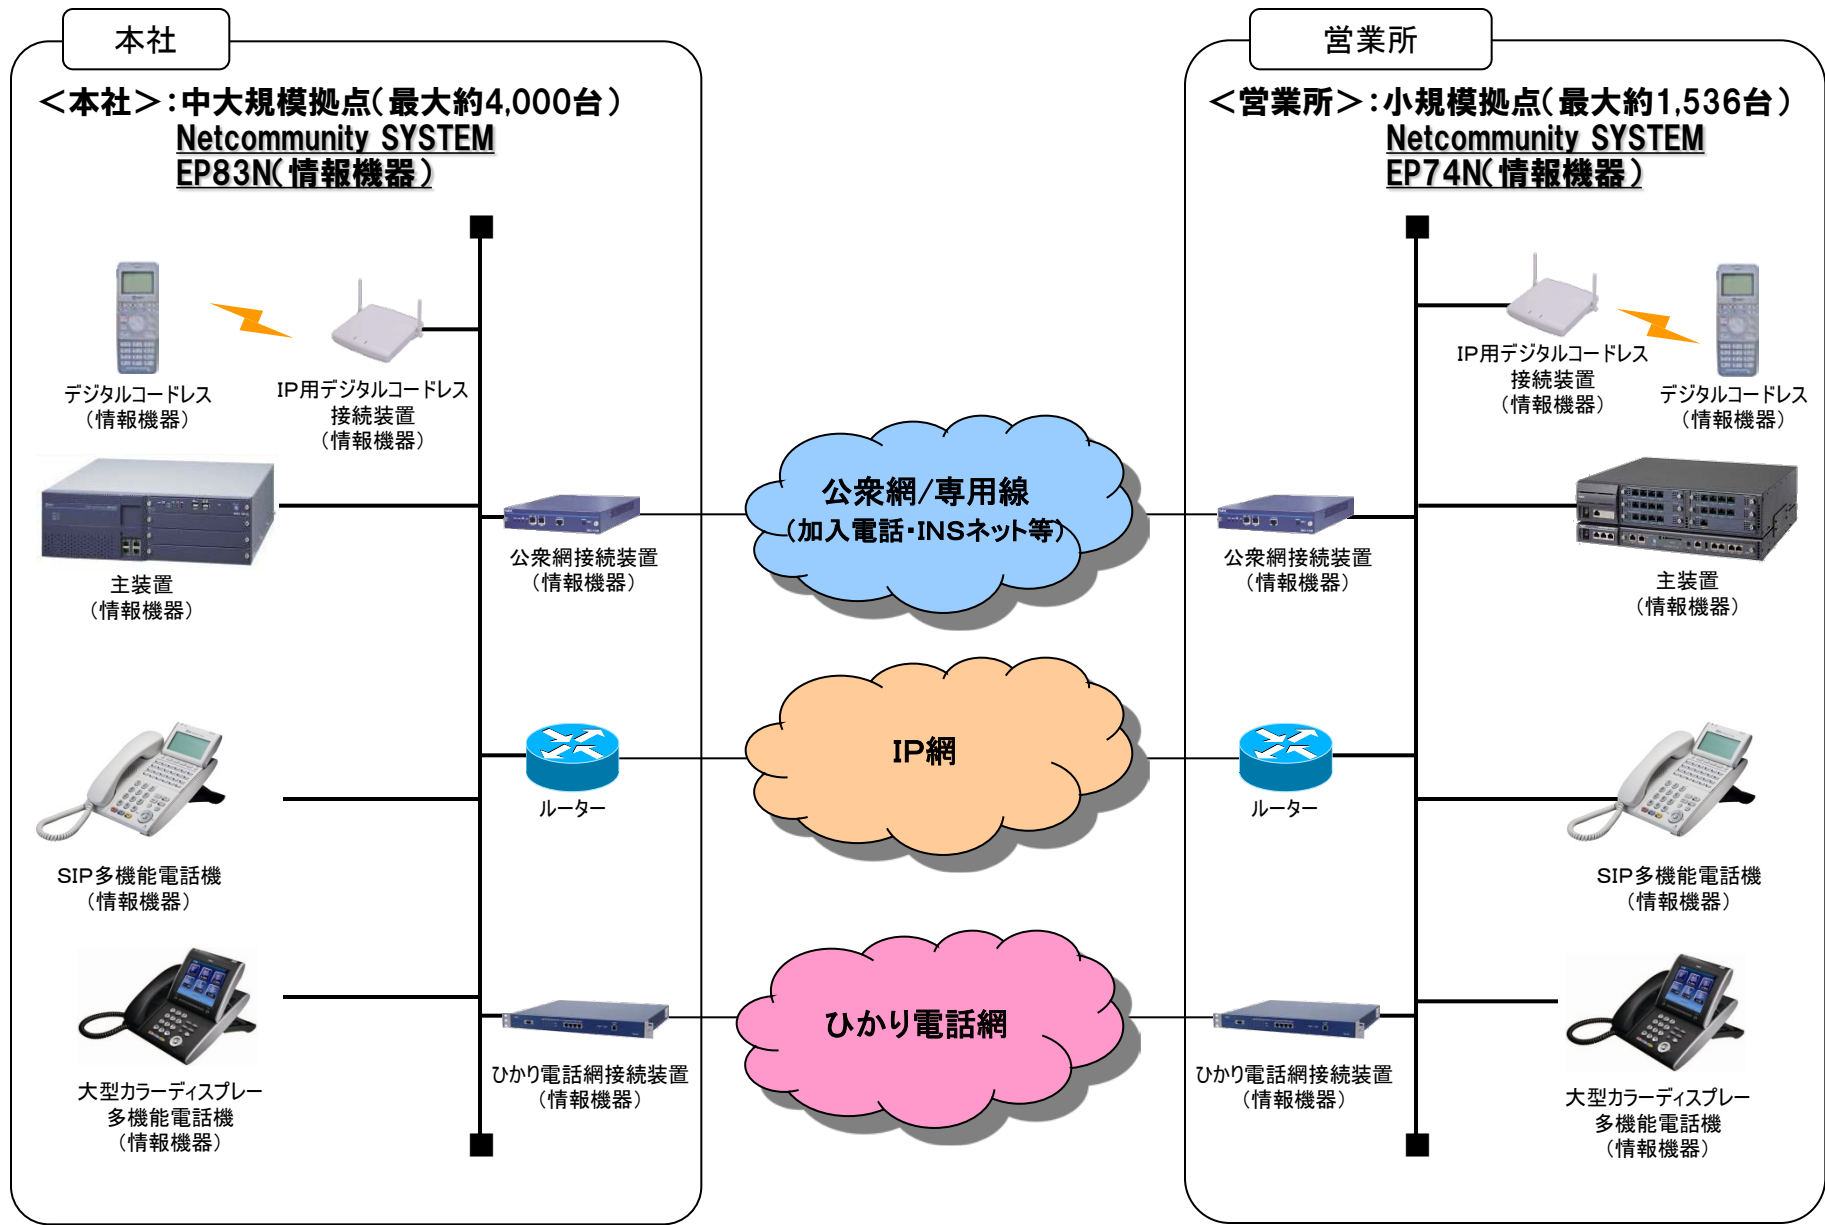 本社
＜本社＞：中大規模拠点（最大約4,000台）
Netcommunity SYSTEM
EP83N（情報機器）
デジタルコードレス
（情報機器）
IP用デジタルコードレス
接続装置
（情報機器）
主装置
（情報機器）
公衆網接続装置
（情報機器）
ルーター
SIP多機能電話機
（情報機器）
大型カラーディスプレー
多機能電話機
（情報機器）
ひかり電話網接続装置
（情報機器）
公衆網/専用線
（加入電話・INSネット等）
IP網
ひかり電話網
営業所
＜営業所＞：小規模拠点（最大約1,536台）
Netcommunity SYSTEM
EP74N（情報機器）
IP用デジタルコードレス
接続装置
（情報機器）
デジタルコードレス
（情報機器）
公衆網接続装置
（情報機器）
主装置
（情報機器）
ルーター
SIP多機能電話機
（情報機器）
ひかり電話網接続装置
（情報機器）
大型カラーディスプレー
多機能電話機
（情報機器）